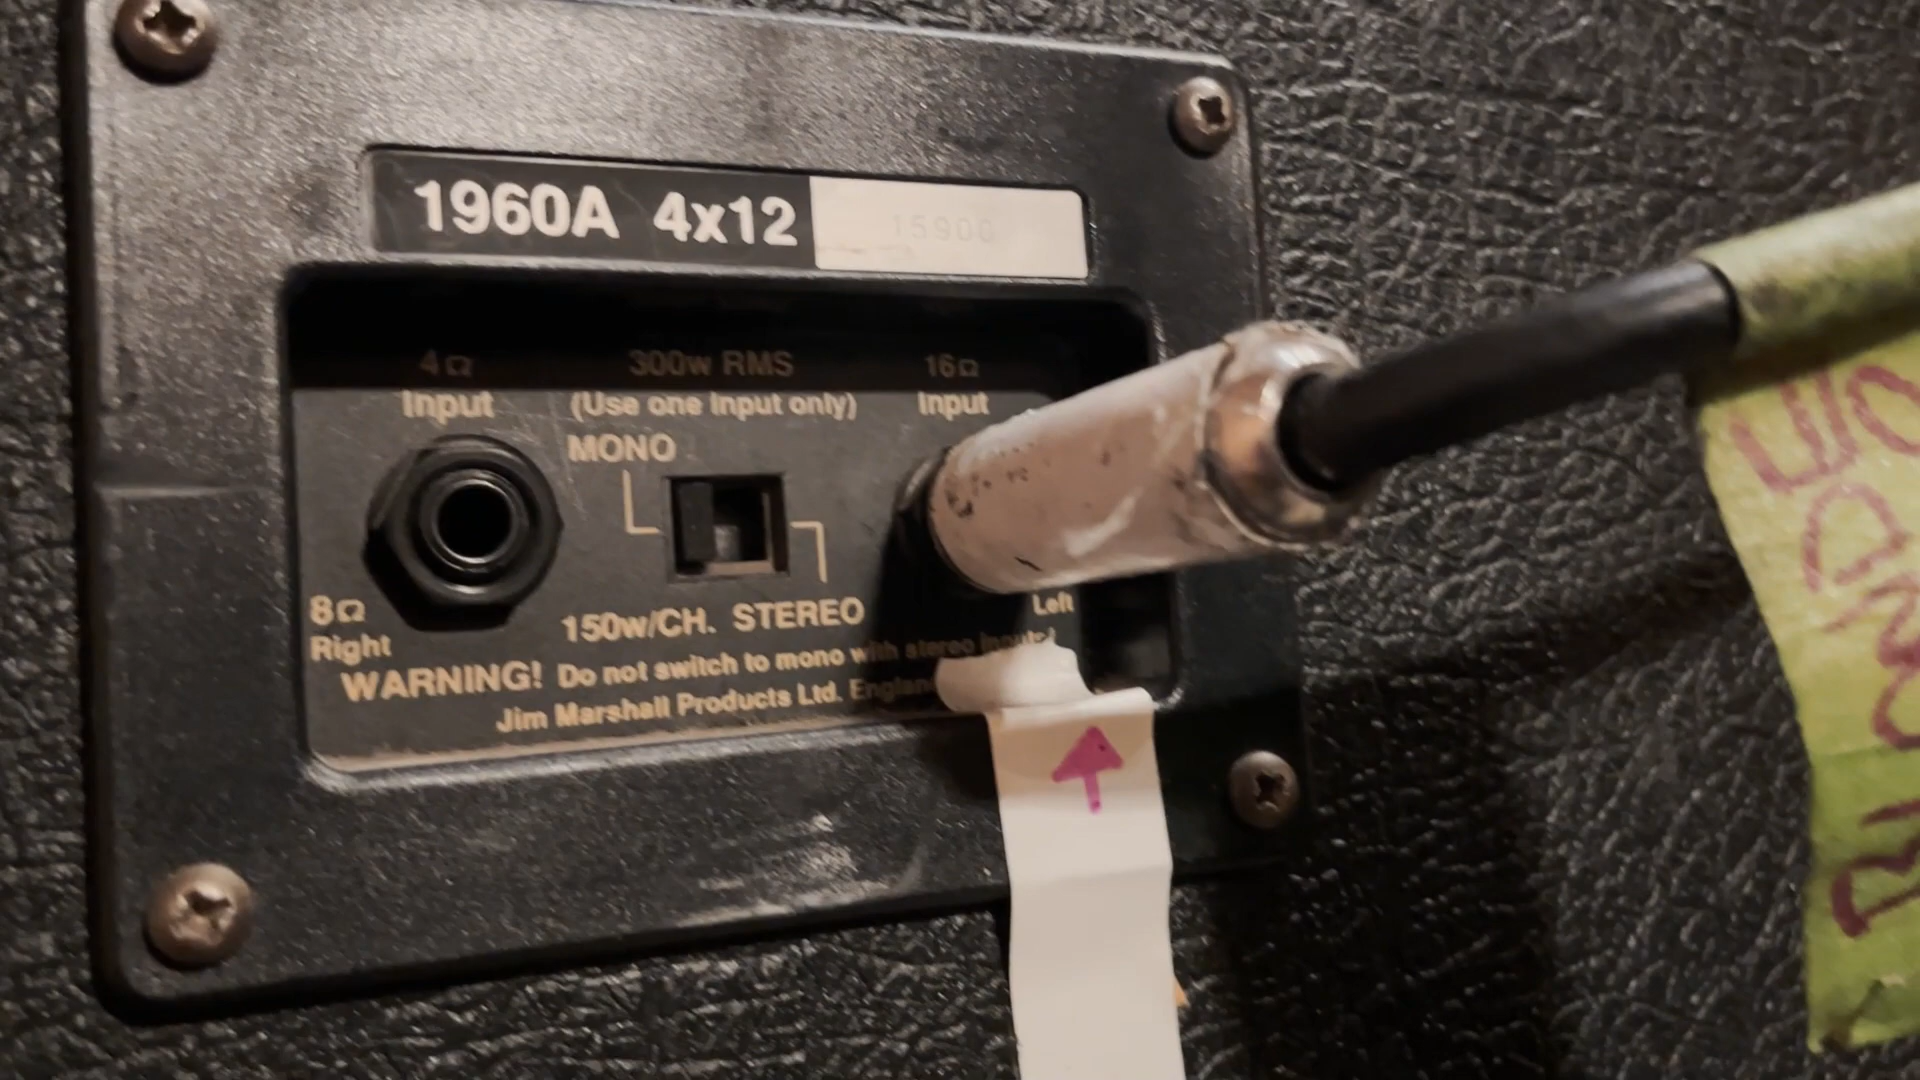 1960A 4x12 15900
4Ω 300w RMS 16Ω
Input (Use one input only) Input
MONO
8Ω 150w/CH. STEREO Left
Right
WARNING! Do not switch to mono with stereo inputs!
Jim Marshall Products Ltd. England